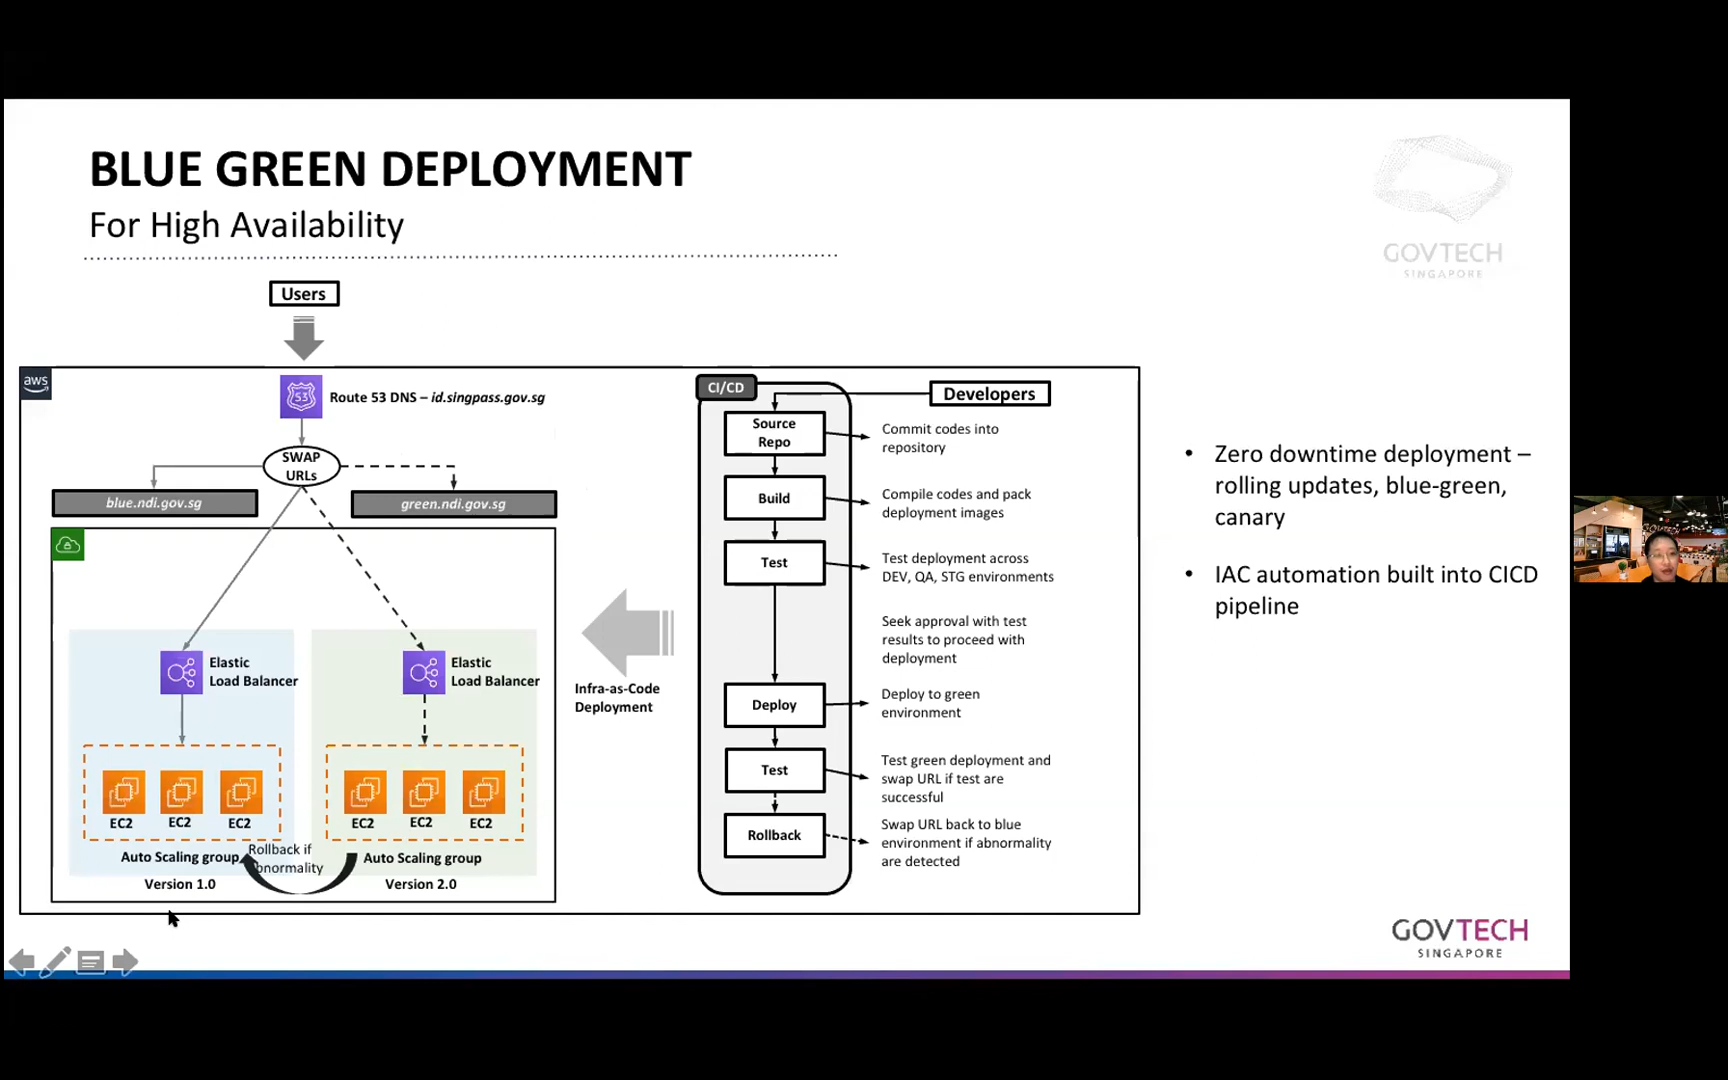 BLUE GREEN DEPLOYMENT
For High Availability
GOVTECH
SINGAPORE
Users
aws
53
Route 53 DNS – id.singpass.gov.sg
SWAP
URLs
blue.ndi.gov.sg
green.ndi.gov.sg
Elastic
Load Balancer
Elastic
Load Balancer
EC2
EC2
EC2
EC2
EC2
EC2
Auto Scaling group
Rollback if
abnormality
Auto Scaling group
Version 1.0
Version 2.0
Infra-as-Code
Deployment
CI/CD
Developers
Source
Repo
Commit codes into
repository
Build
Compile codes and pack
deployment images
Test
Test deployment across
DEV, QA, STG environments
Seek approval with test
results to proceed with
deployment
Deploy
Deploy to green
environment
Test
Test green deployment and
swap URL if test are
successful
Rollback
Swap URL back to blue
environment if abnormality
are detected
• Zero downtime deployment –
rolling updates, blue-green,
canary
• IAC automation built into CICD
pipeline
GOVTECH
SINGAPORE